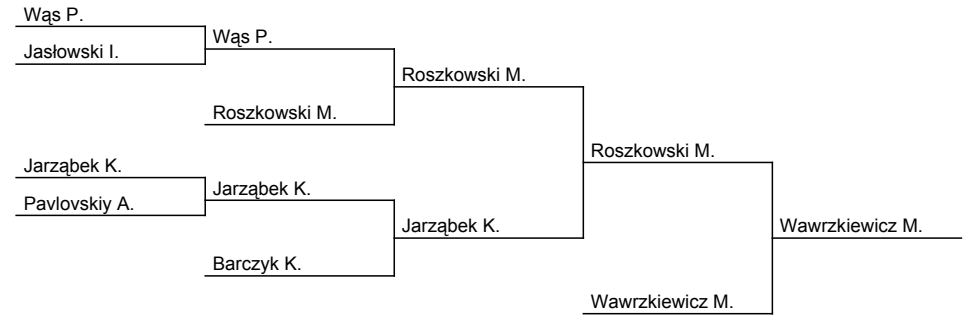 Wąs P.
Jasłowski I.
Wąs P.
Roszkowski M.
Roszkowski M.
Jarząbek K.
Pavlovskiy A.
Jarząbek K.
Barczyk K.
Jarząbek K.
Roszkowski M.
Wawrzkiewicz M.
Wawrzkiewicz M.